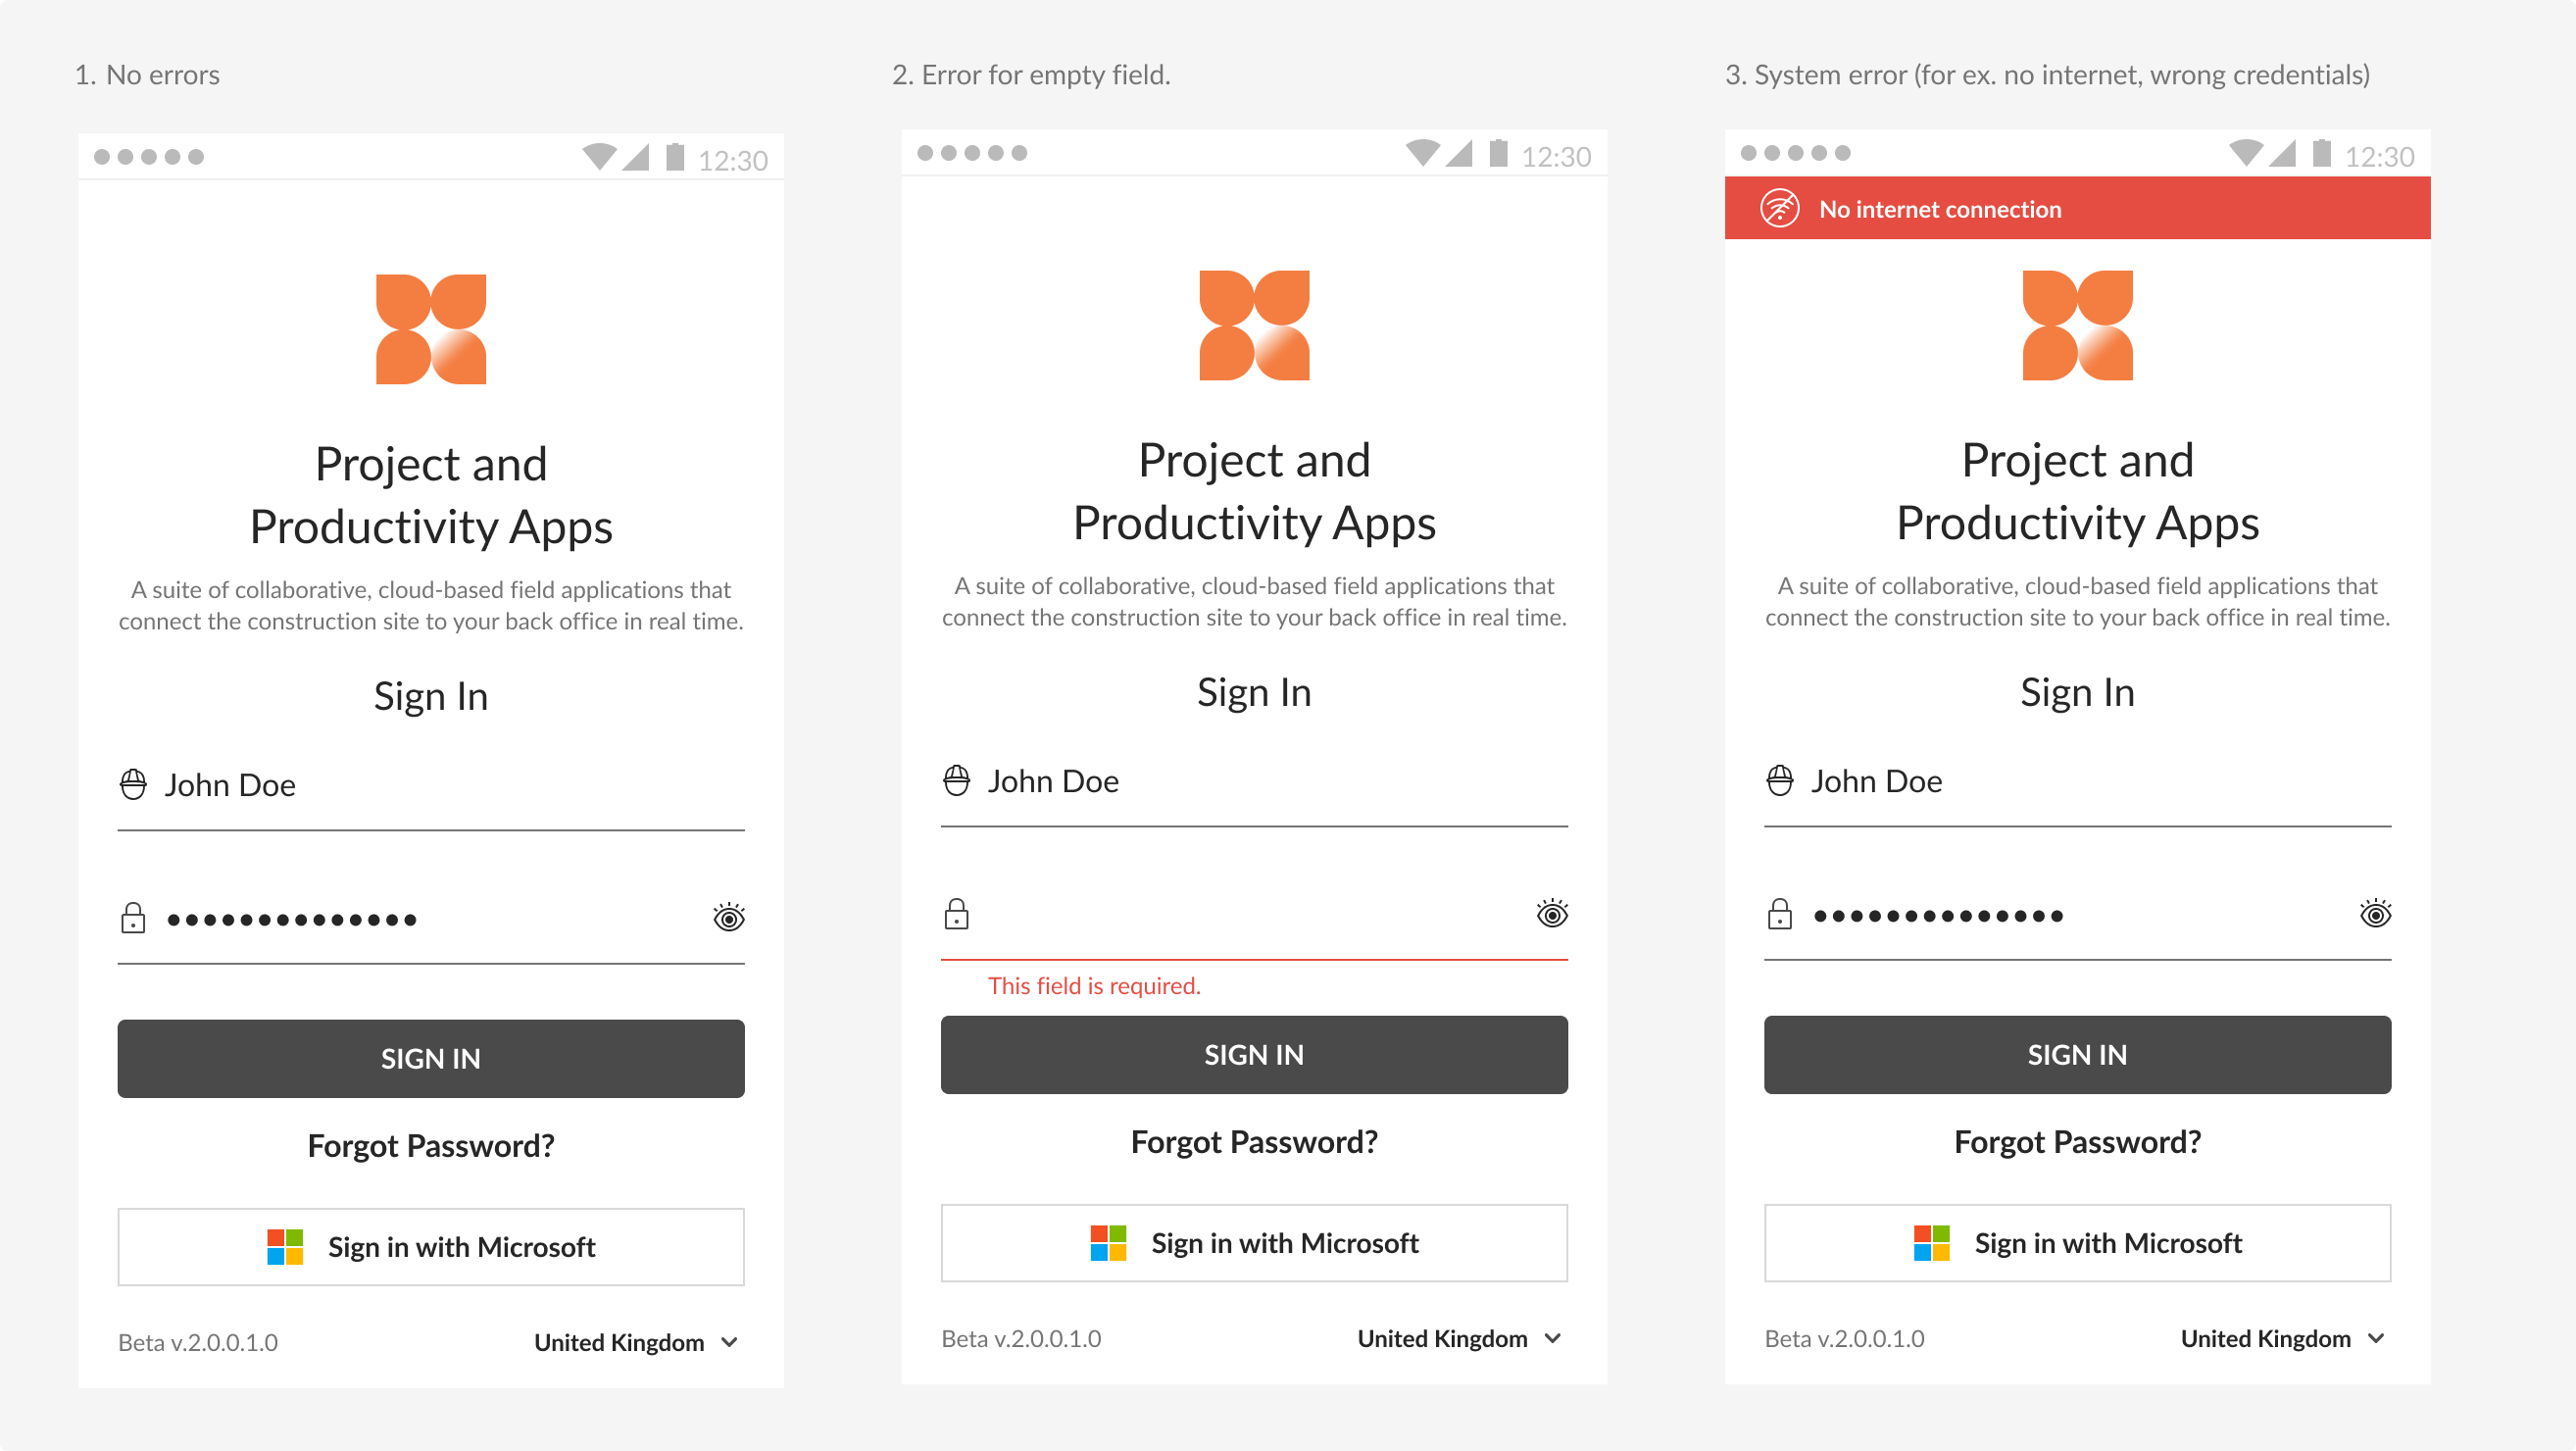 1. No errors
12:30
Project and
Productivity Apps
A suite of collaborative, cloud-based field applications that
connect the construction site to your back office in real time.
Sign In
John Doe
SIGN IN
Forgot Password?
Sign in with Microsoft
Beta v.2.0.0.1.0
United Kingdom
2. Error for empty field.
12:30
Project and
Productivity Apps
A suite of collaborative, cloud-based field applications that
connect the construction site to your back office in real time.
Sign In
John Doe
This field is required.
SIGN IN
Forgot Password?
Sign in with Microsoft
Beta v.2.0.0.1.0
United Kingdom
3. System error (for ex. no internet, wrong credentials)
12:30
No internet connection
Project and
Productivity Apps
A suite of collaborative, cloud-based field applications that
connect the construction site to your back office in real time.
Sign In
John Doe
SIGN IN
Forgot Password?
Sign in with Microsoft
Beta v.2.0.0.1.0
United Kingdom